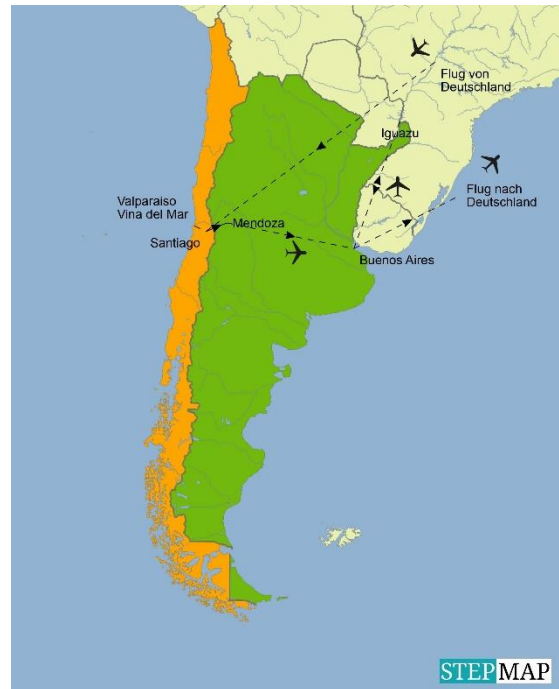 Flug von
Deutschland
Iguazu
Flug nach
Deutschland
Valparaiso
Vina del Mar
Mendoza
Santiago
Buenos Aires
STEPMAP